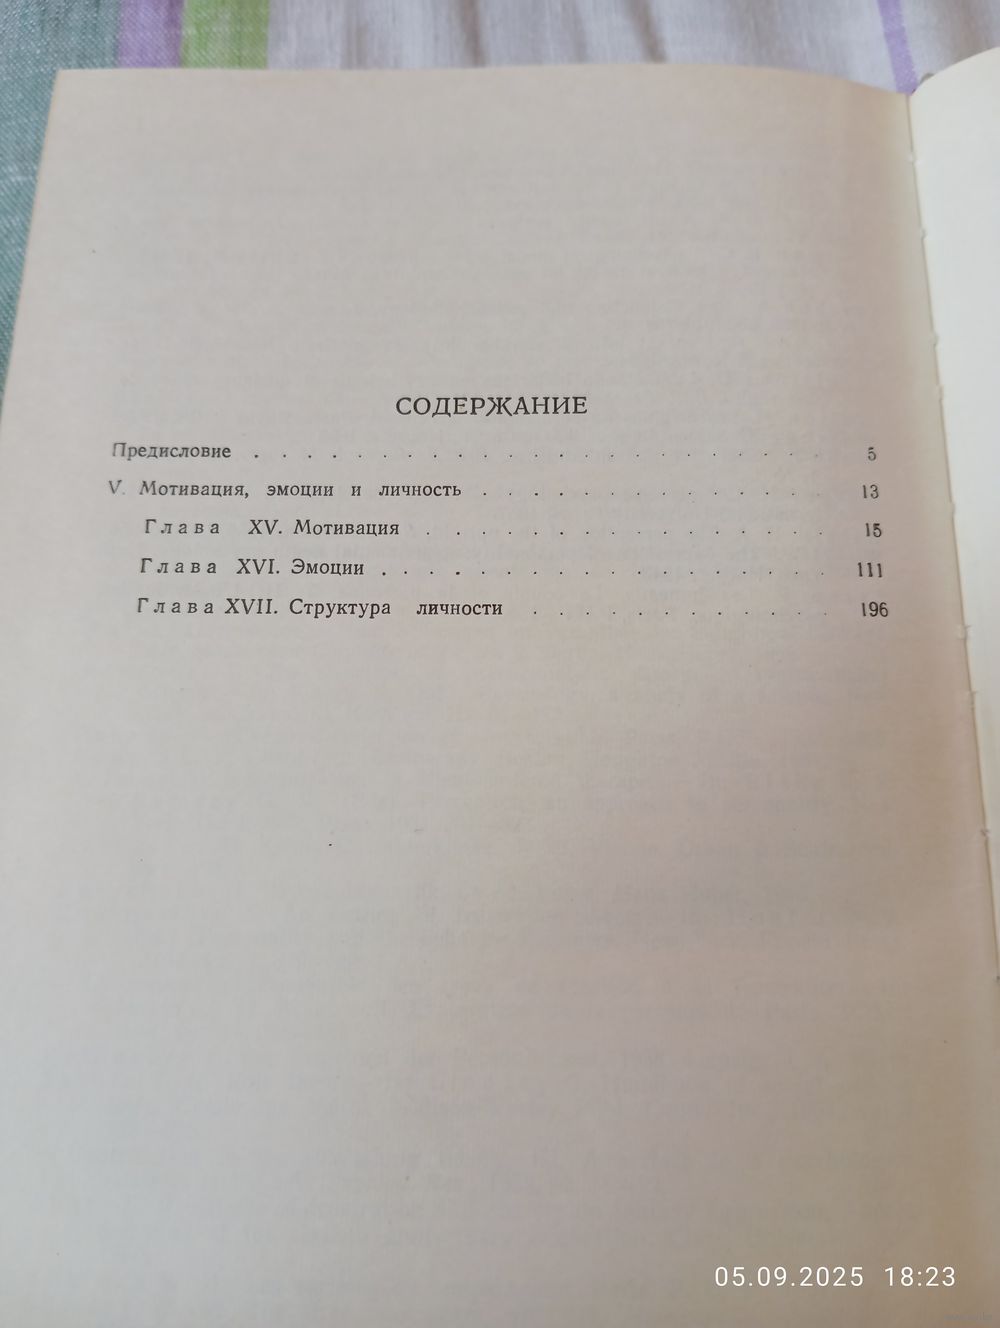 СОДЕРЖАНИЕ
Предисловие . . . . . . . . . . . . . . . . . . . . . . 5
V. Мотивация, эмоции и личность . . . . . . . . . . . . . 13
Глава XV. Мотивация . . . . . . . . . . . . . . . 15
Глава XVI. Эмоции . . . . . . . . . . . . . . . . . 111
Глава XVII. Структура личности . . . . . . . . . . . . 196
05.09.2025 18:23